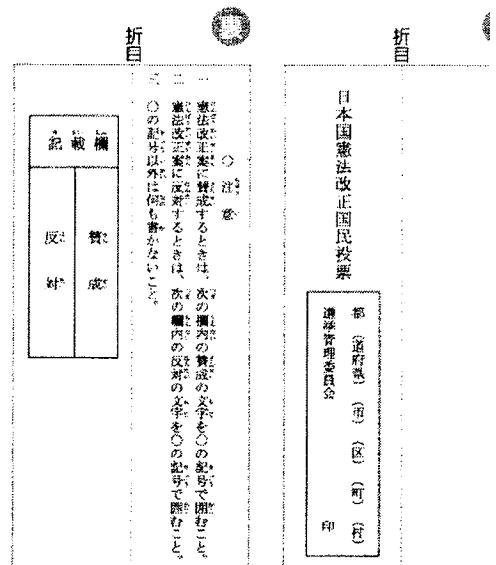 折目
日本国憲法改正国民投票
都(道府県)(市)(区)(町)(村)
選挙管理委員会 印
裏
折目
○注意
一 憲法改正案に賛成するときは、次の欄内の賛成の文字を○の記号で囲むこと。
二 憲法改正案に反対するときは、次の欄内の反対の文字を○の記号で囲むこと。
三 ○の記号以外は何も書かないこと。
記載欄
賛成
反対